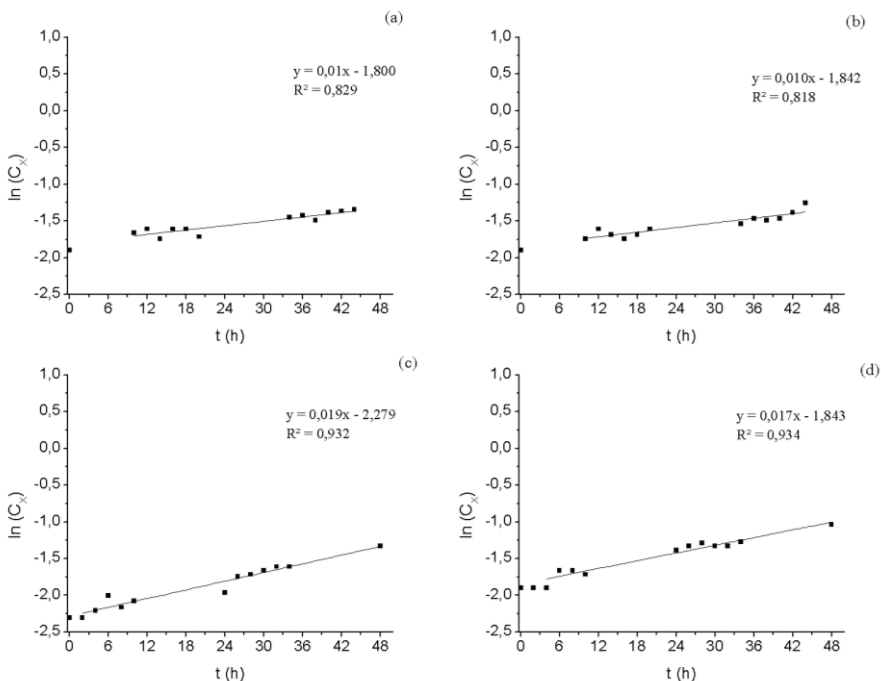 (a)
1,0
0,5
0,0
-0,5
-1,0
-1,5
-2,0
-2,5
ln (Cx)
y = 0,01x - 1,800
R² = 0,829
0 6 12 18 24 30 36 42 48
t (h)
(b)
1,0
0,5
0,0
-0,5
-1,0
-1,5
-2,0
-2,5
ln (Cx)
y = 0,010x - 1,842
R² = 0,818
0 6 12 18 24 30 36 42 48
t (h)
(c)
1,0
0,5
0,0
-0,5
-1,0
-1,5
-2,0
-2,5
ln (Cx)
y = 0,019x - 2,279
R² = 0,932
0 6 12 18 24 30 36 42 48
t (h)
(d)
1,0
0,5
0,0
-0,5
-1,0
-1,5
-2,0
-2,5
ln (Cx)
y = 0,017x - 1,843
R² = 0,934
0 6 12 18 24 30 36 42 48
t (h)